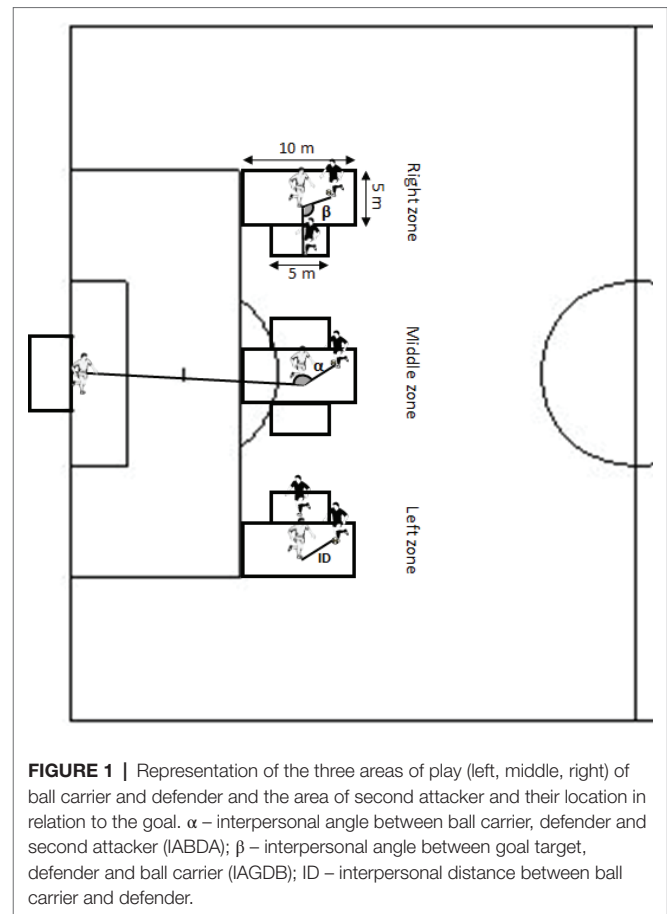 10 m
5 m
Right zone
β
5 m
Middle zone
α
Left zone
ID
FIGURE 1 | Representation of the three areas of play (left, middle, right) of
ball carrier and defender and the area of second attacker and their location in
relation to the goal. α – interpersonal angle between ball carrier, defender and
second attacker (IABDA); β – interpersonal angle between goal target,
defender and ball carrier (IAGDB); ID – interpersonal distance between ball
carrier and defender.